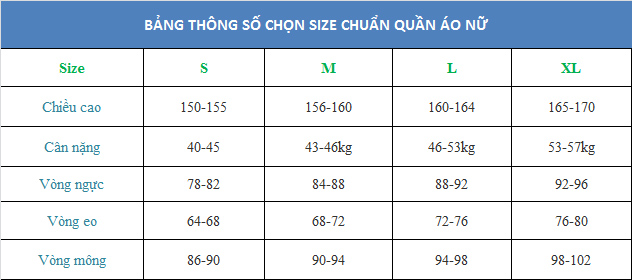 BẢNG THÔNG SỐ CHỌN SIZE CHUẨN QUẦN ÁO NỮ
Size S M L XL
Chiều cao 150-155 156-160 160-164 165-170
Cân nặng 40-45 43-46kg 46-53kg 53-57kg
Vòng ngực 78-82 84-88 88-92 92-96
Vòng eo 64-68 68-72 72-76 76-80
Vòng mông 86-90 90-94 94-98 98-102